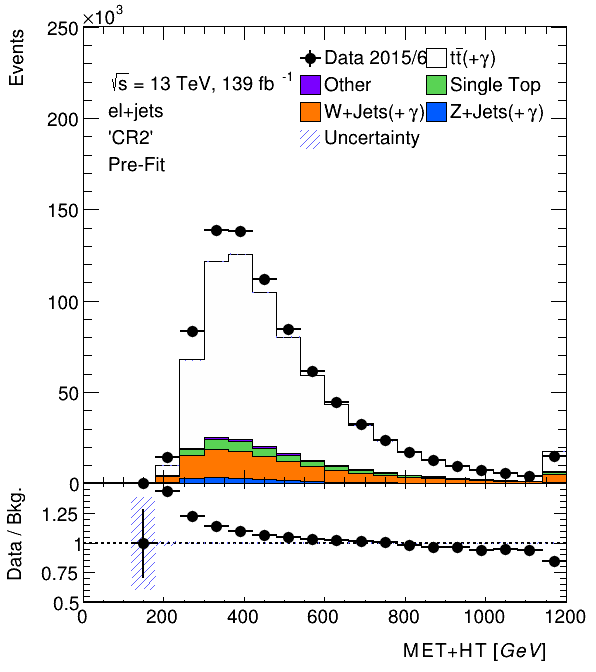 ×10³
Events
250
200
150
100
50
0
√s = 13 TeV, 139 fb⁻¹
el+jets
'CR2'
Pre-Fit
Data 2015/6
tt̄(+γ)
Other
Single Top
W+Jets(+γ)
Z+Jets(+γ)
Uncertainty
Data / Bkg.
1.25
1
0.75
0.5
0 200 400 600 800 1000 1200
MET+HT [GeV]